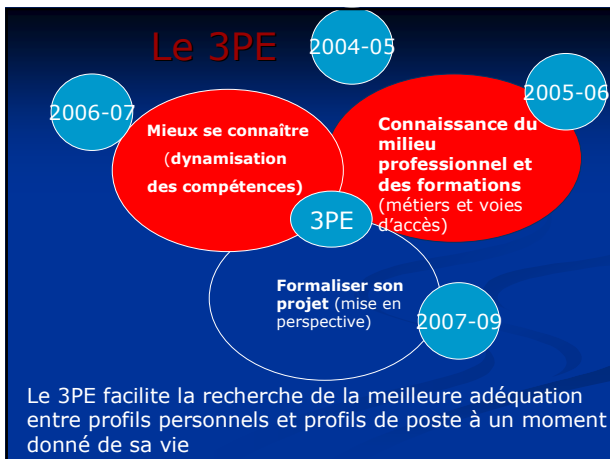 Le 3PE
2004-05
2006-07
2005-06
Mieux se connaître
(dynamisation
des compétences)
Connaissance du
milieu
professionnel et
des formations
(métiers et voies
d'accès)
3PE
Formaliser son
projet (mise en
perspective)
2007-09
Le 3PE facilite la recherche de la meilleure adéquation
entre profils personnels et profils de poste à un moment
donné de sa vie